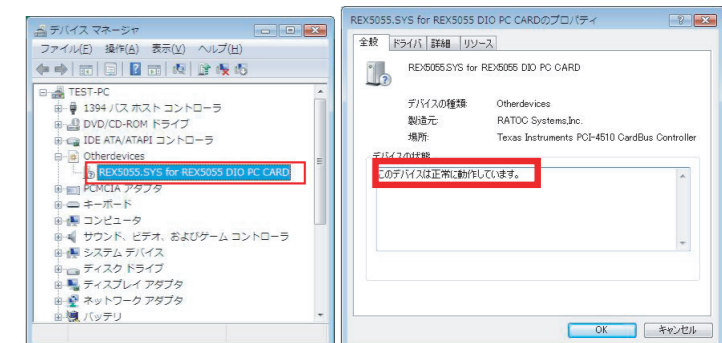 デバイス マネージャ
ファイル(F) 操作(A) 表示(V) ヘルプ(H)
TEST-PC
1394 バス ホスト コントローラ
DVD/CD-ROM ドライブ
IDE ATA/ATAPI コントローラ
Otherdevices
REX5055.SYS for REX5055 DIO PC CARD
PCMCIA アダプタ
キーボード
コンピュータ
サウンド、ビデオ、およびゲーム コントローラ
システム デバイス
ディスク ドライブ
ディスプレイ アダプタ
ネットワーク アダプタ
バッテリ
REX5055.SYS for REX5055 DIO PC CARDのプロパティ
全般 ドライバ 詳細 リソース
REX5055.SYS for REX5055 DIO PC CARD
デバイスの種類: Otherdevices
製造元: RATOC Systems,Inc.
場所: Texas Instruments PCI-4510 CardBus Controller
デバイスの状態
このデバイスは正常に動作しています。
OK キャンセル